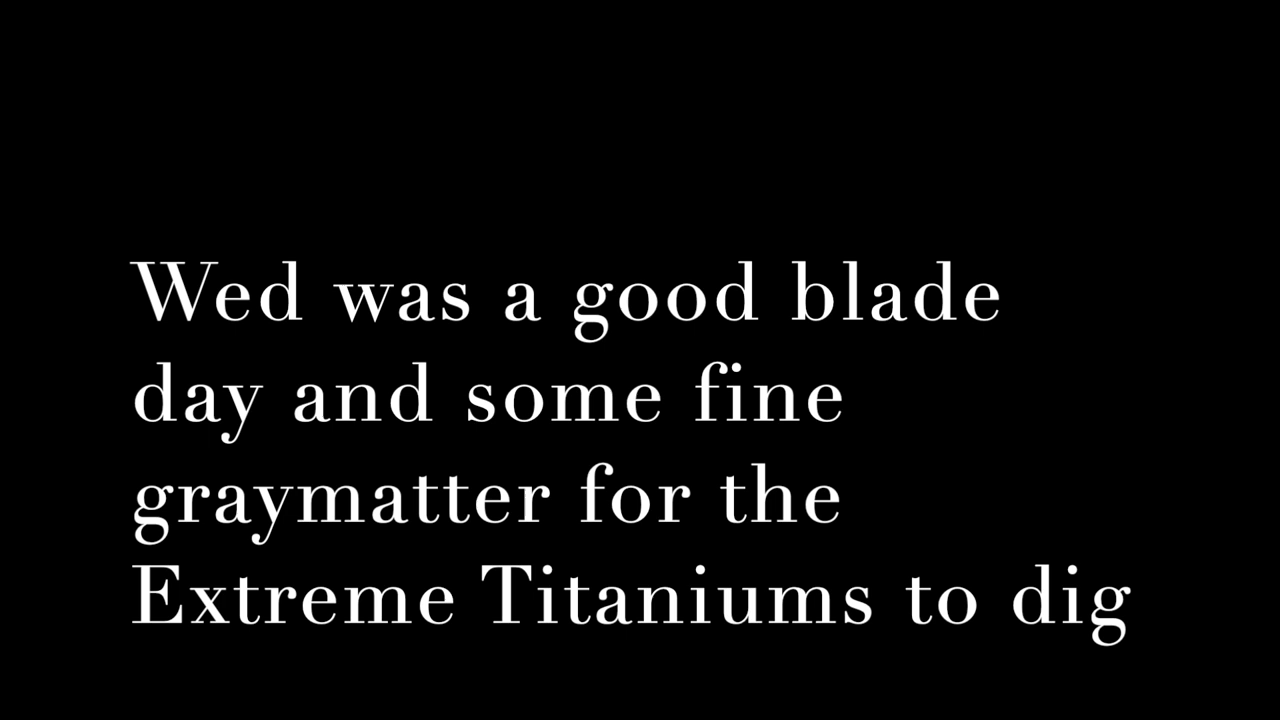 Wed was a good blade
day and some fine
graymatter for the
Extreme Titaniums to dig